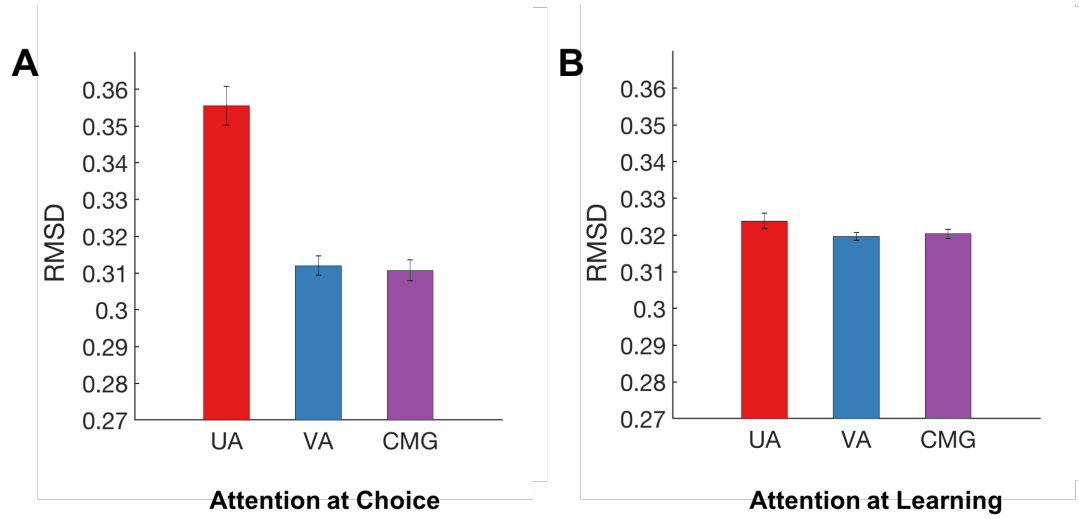 A
RMSD
0.36
0.35
0.34
0.33
0.32
0.31
0.3
0.29
0.28
0.27
UA VA CMG
Attention at Choice
B
RMSD
0.36
0.35
0.34
0.33
0.32
0.31
0.3
0.29
0.28
0.27
UA VA CMG
Attention at Learning